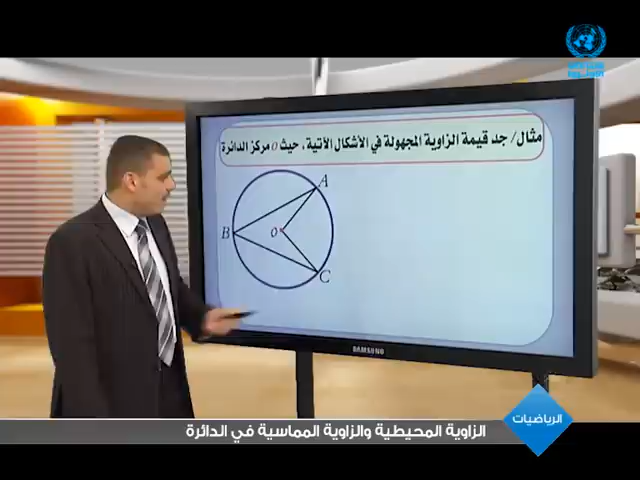 مثال/ جد قيمة الزاوية المجهولة في الأشكال الآتية، حيث o مركز الدائرة
A
B
o
C
SAMSUNG
الرياضيات
الزاوية المحيطية والزاوية المماسية في الدائرة